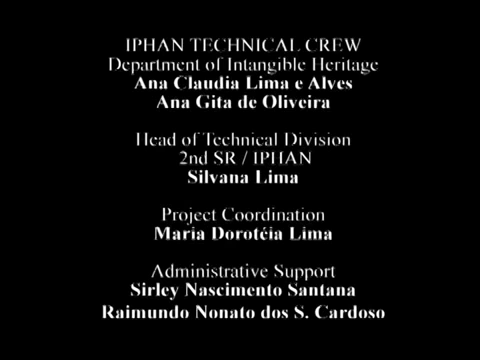 IPHAN TECHNICAL CREW
Department of Intangible Heritage
Ana Claudia Lima e Alves
Ana Gita de Oliveira
Head of Technical Division
2nd SR / IPHAN
Silvana Lima
Project Coordination
Maria Dorotéia Lima
Administrative Support
Sirley Nascimento Santana
Raimundo Nonato dos S. Cardoso